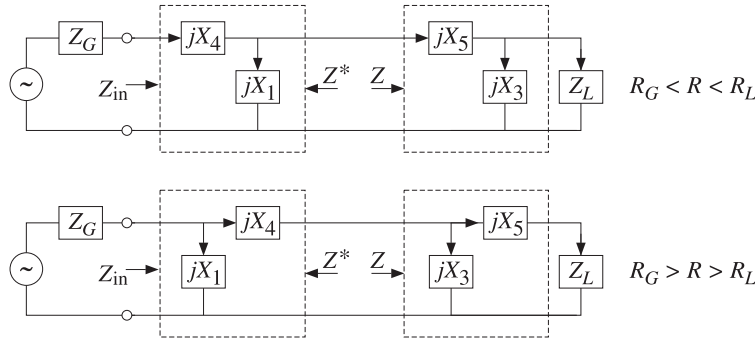 Z_G
jX_4
jX_5
~
Z_in
jX_1
Z*
Z
jX_3
Z_L
R_G < R < R_L
Z_G
jX_4
jX_5
~
Z_in
jX_1
Z*
Z
jX_3
Z_L
R_G > R > R_L